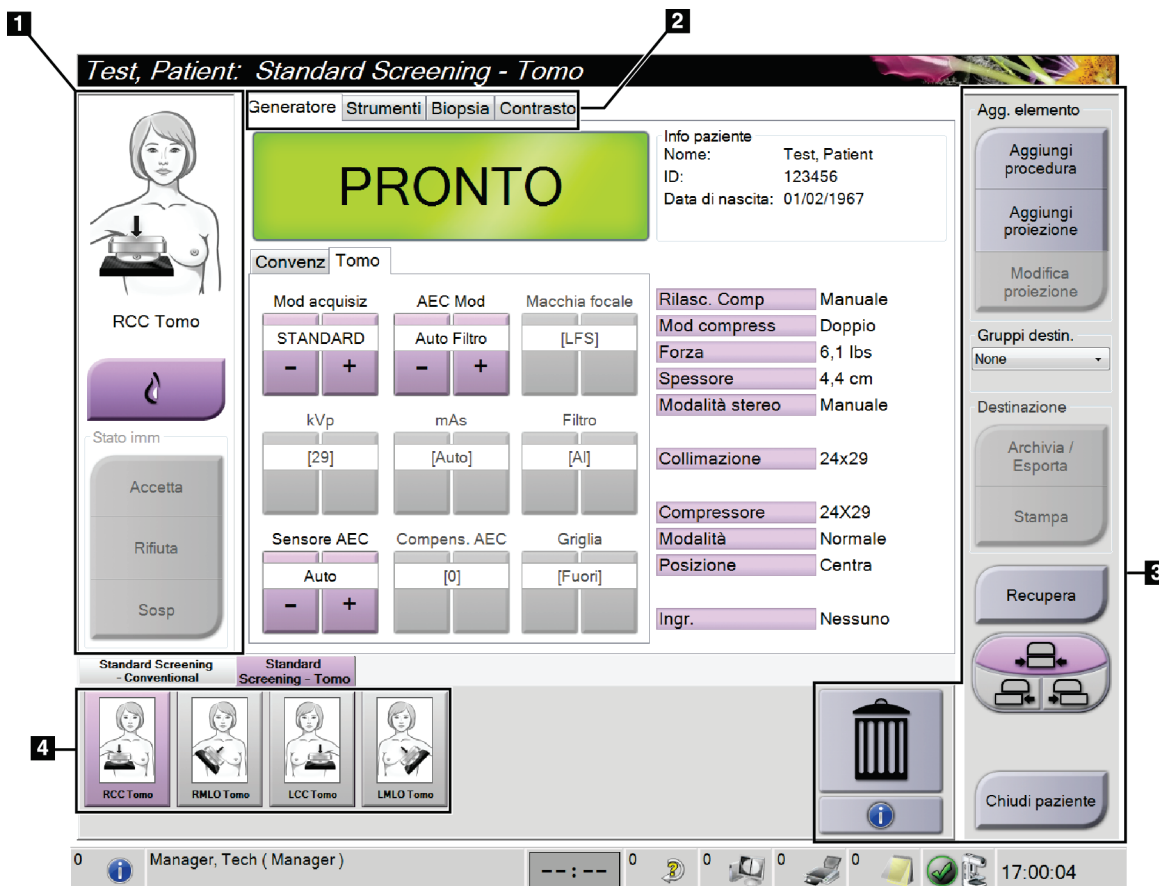 1
2
Test, Patient: Standard Screening - Tomo
Generatore Strumenti Biopsia Contrasto
PRONTO
Info paziente
Nome: Test, Patient
ID: 123456
Data di nascita: 01/02/1967
RCC Tomo
Stato imm
Accetta
Rifiuta
Sosp
Convenz Tomo
Mod acquisiz AEC Mod Macchia focale
STANDARD Auto Filtro [LFS]
- + - +
kVp mAs Filtro
[29] [Auto] [Al]
Sensore AEC Compens. AEC Griglia
Auto [0] [Fuori]
- +
Rilasc. Comp Manuale
Mod compress Doppio
Forza 6,1 lbs
Spessore 4,4 cm
Modalità stereo Manuale
Collimazione 24x29
Compressore 24X29
Modalità Normale
Posizione Centra
Ingr. Nessuno
Agg. elemento
Aggiungi
procedura
Aggiungi
proiezione
Modifica
proiezione
Gruppi destin.
None
Destinazione
Archivia /
Esporta
Stampa
3
Recupera
Chiudi paziente
Standard Screening
- Conventional
Standard
Screening - Tomo
4
RCC Tomo
RMLO Tomo
LCC Tomo
LMLO Tomo
0 Manager, Tech ( Manager ) --:-- 0 0 0 0 17:00:04